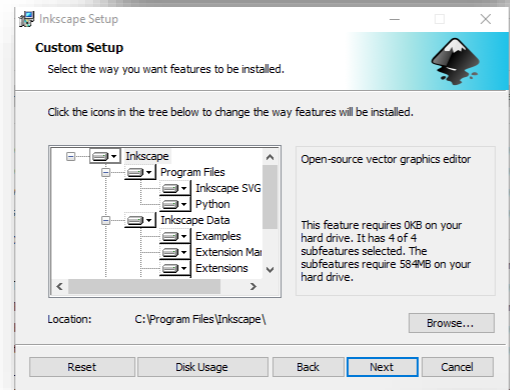 Inkscape Setup
Custom Setup
Select the way you want features to be installed.
Click the icons in the tree below to change the way features will be installed.
Inkscape
Program Files
Inkscape SVG
Python
Inkscape Data
Examples
Extension Mai
Extensions
Open-source vector graphics editor
This feature requires 0KB on your
hard drive. It has 4 of 4
subfeatures selected. The
subfeatures require 584MB on your
hard drive.
Location: C:\Program Files\Inkscape\
Browse...
Reset Disk Usage Back Next Cancel